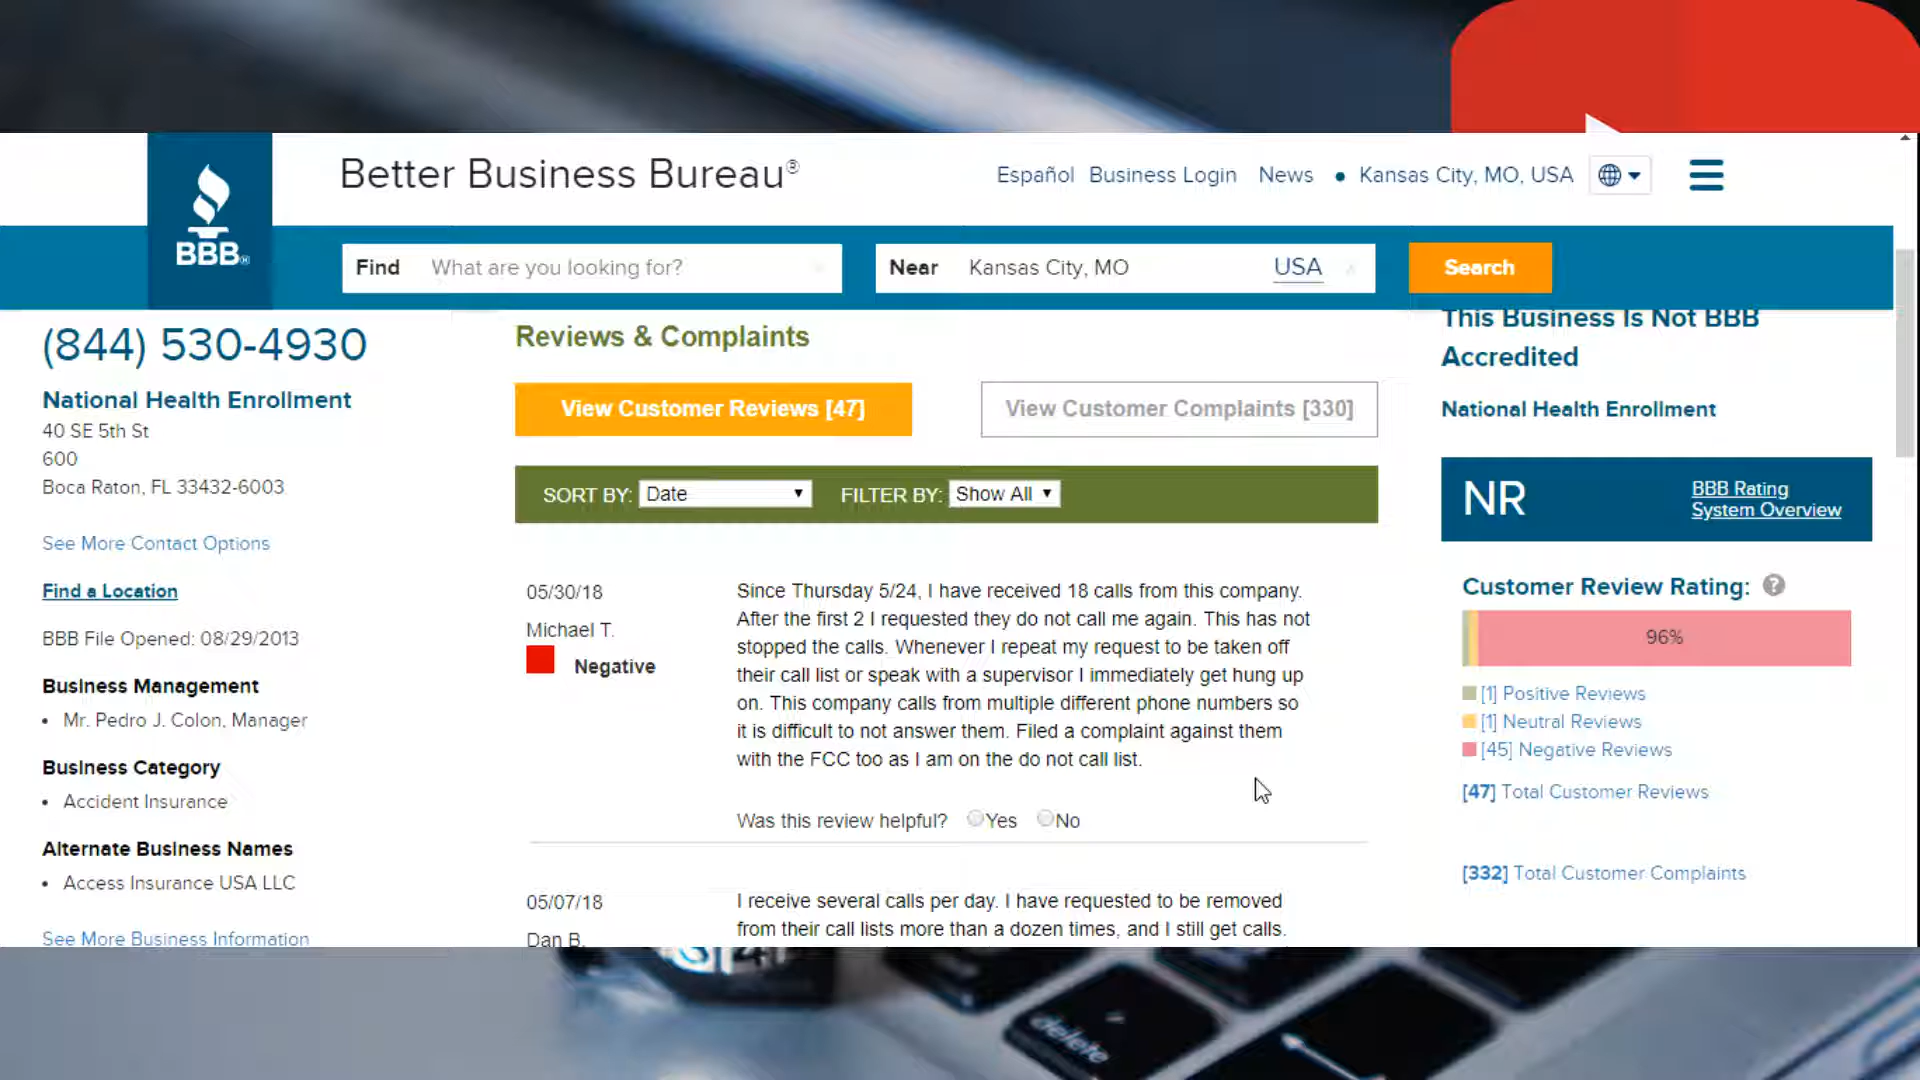 Better Business Bureau®
Español Business Login News • Kansas City, MO, USA
BBB®
Find What are you looking for?
Near Kansas City, MO USA
Search
(844) 530-4930
National Health Enrollment
40 SE 5th St
600
Boca Raton, FL 33432-6003
See More Contact Options
Find a Location
BBB File Opened: 08/29/2013
Business Management
• Mr. Pedro J. Colon, Manager
Business Category
• Accident Insurance
Alternate Business Names
• Access Insurance USA LLC
See More Business Information
Reviews & Complaints
View Customer Reviews [47]
View Customer Complaints [330]
SORT BY: Date
FILTER BY: Show All
05/30/18
Michael T.
Negative
Since Thursday 5/24, I have received 18 calls from this company.
After the first 2 I requested they do not call me again. This has not
stopped the calls. Whenever I repeat my request to be taken off
their call list or speak with a supervisor I immediately get hung up
on. This company calls from multiple different phone numbers so
it is difficult to not answer them. Filed a complaint against them
with the FCC too as I am on the do not call list.
Was this review helpful? Yes No
05/07/18
Dan B.
I receive several calls per day. I have requested to be removed
from their call lists more than a dozen times, and I still get calls.
This Business Is Not BBB
Accredited
National Health Enrollment
NR
BBB Rating
System Overview
Customer Review Rating: ?
96%
[1] Positive Reviews
[1] Neutral Reviews
[45] Negative Reviews
[47] Total Customer Reviews
[332] Total Customer Complaints
delete